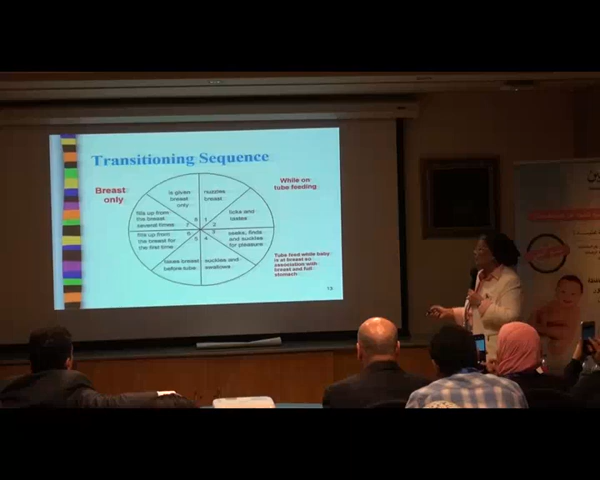 Transitioning Sequence
Breast
only
While on
tube feeding
is given
breast
only
nuzzles
breast
fills up from
the breast
several times
licks and
tastes
8
1
7
2
6
3
5
4
fills up from
the breast for
the first time
seeks, finds
and suckles
for pleasure
takes breast
before tube
suckles and
swallows
Tube feed while baby
is at breast so
association with
breast and full
stomach
13